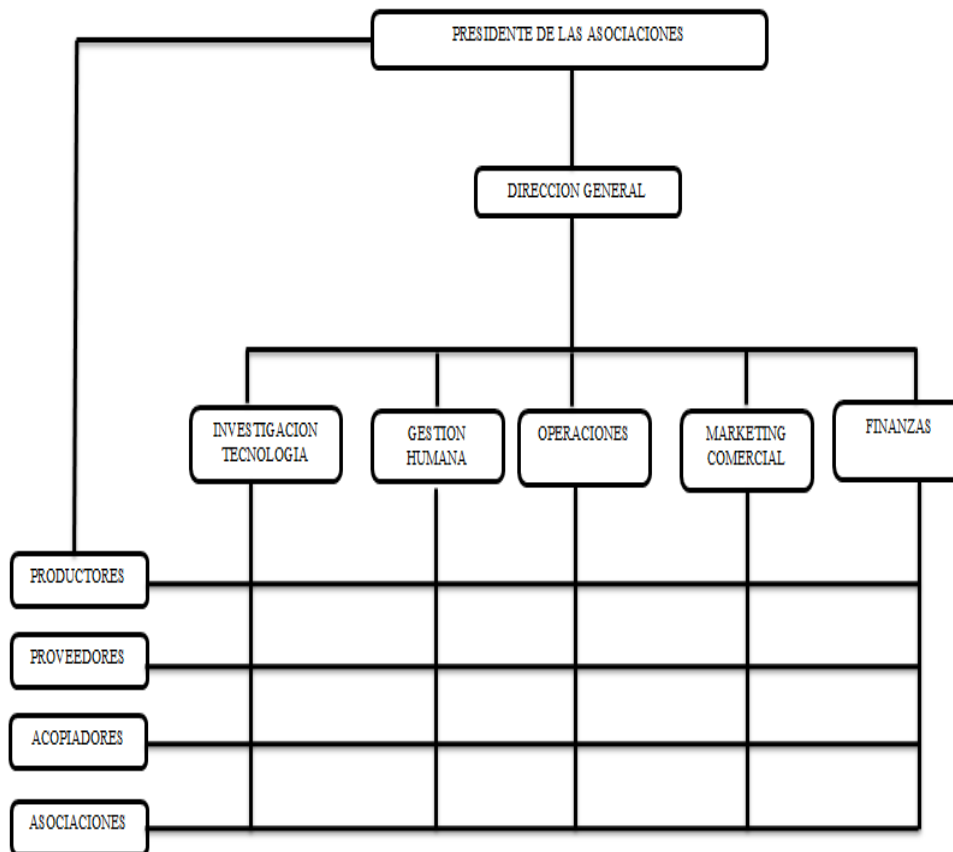 PRESIDENTE DE LAS ASOCIACIONES
DIRECCION GENERAL
INVESTIGACION
TECNOLOGIA
GESTION
HUMANA
OPERACIONES
MARKETING
COMERCIAL
FINANZAS
PRODUCTORES
PROVEEDORES
ACOPIADORES
ASOCIACIONES